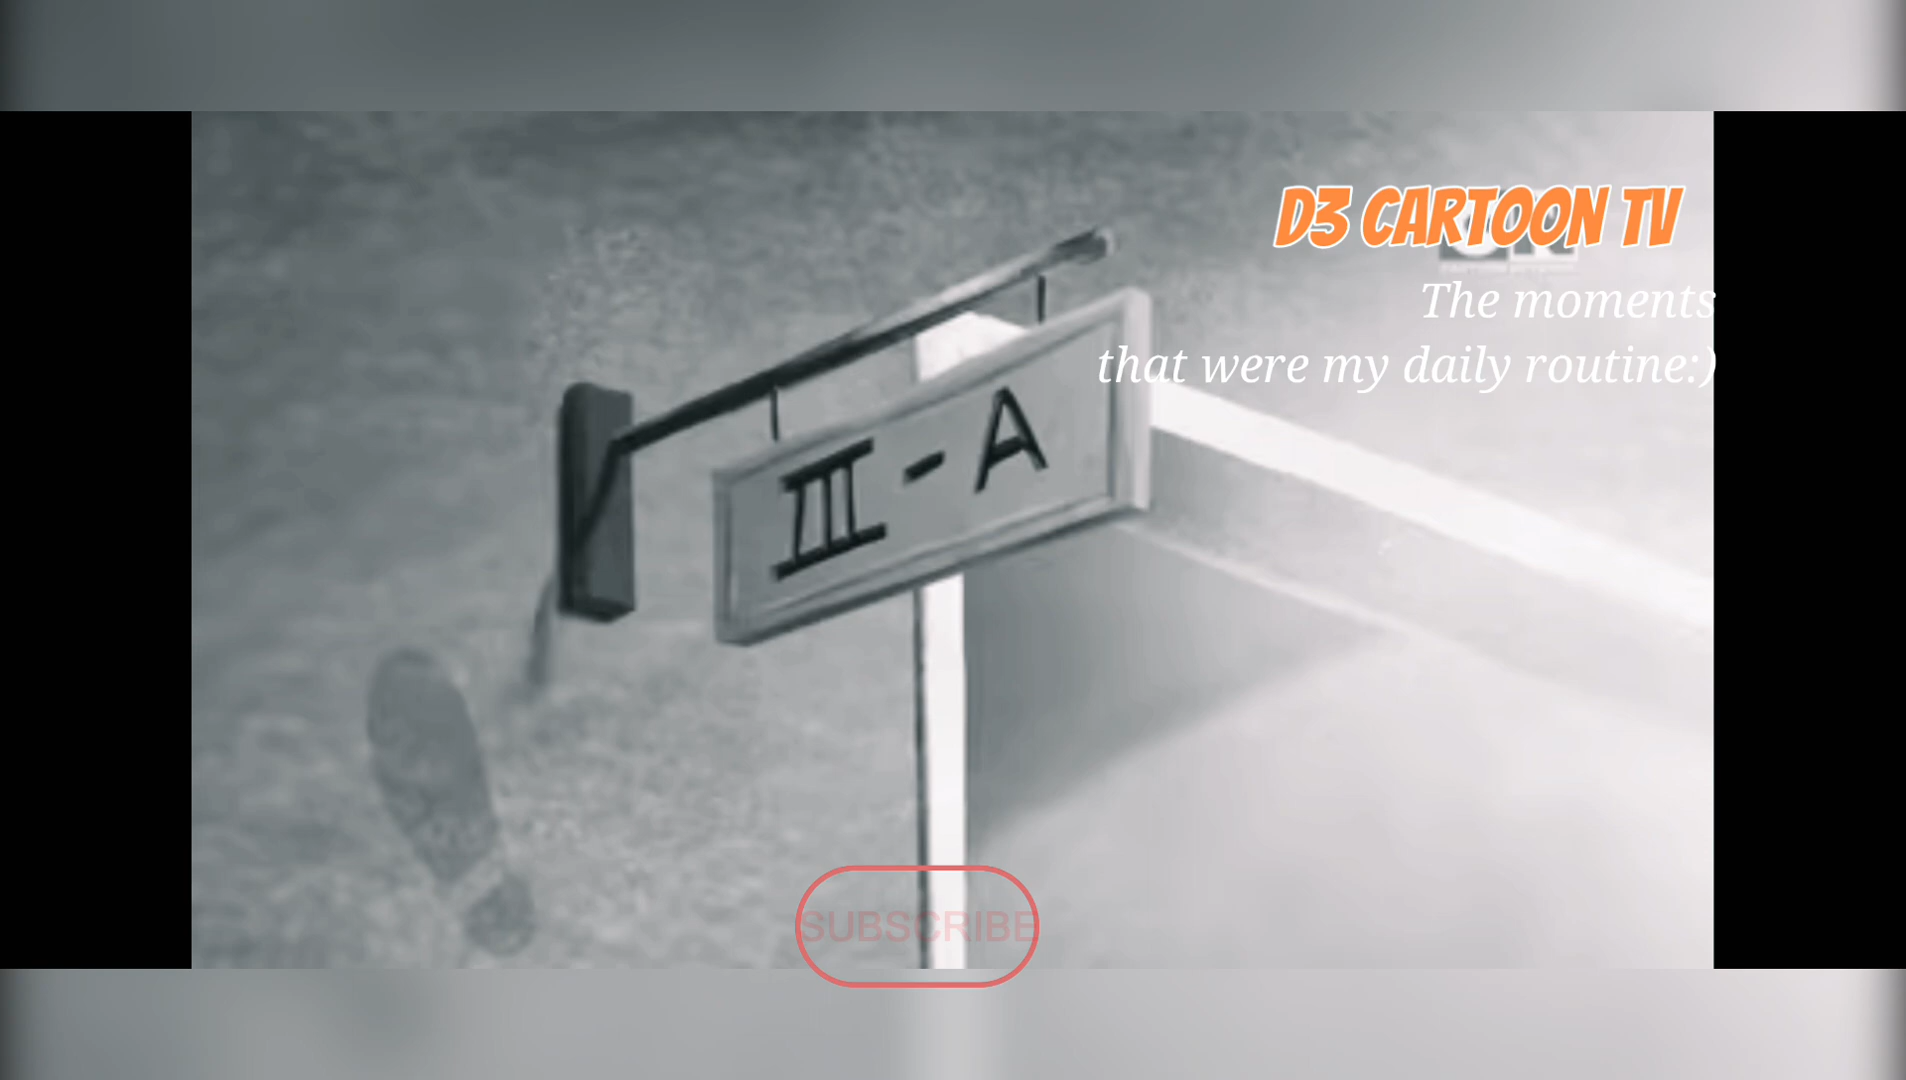 D3 CARTOON TV
The moments
that were my daily routine:)
III - A
SUBSCRIBE